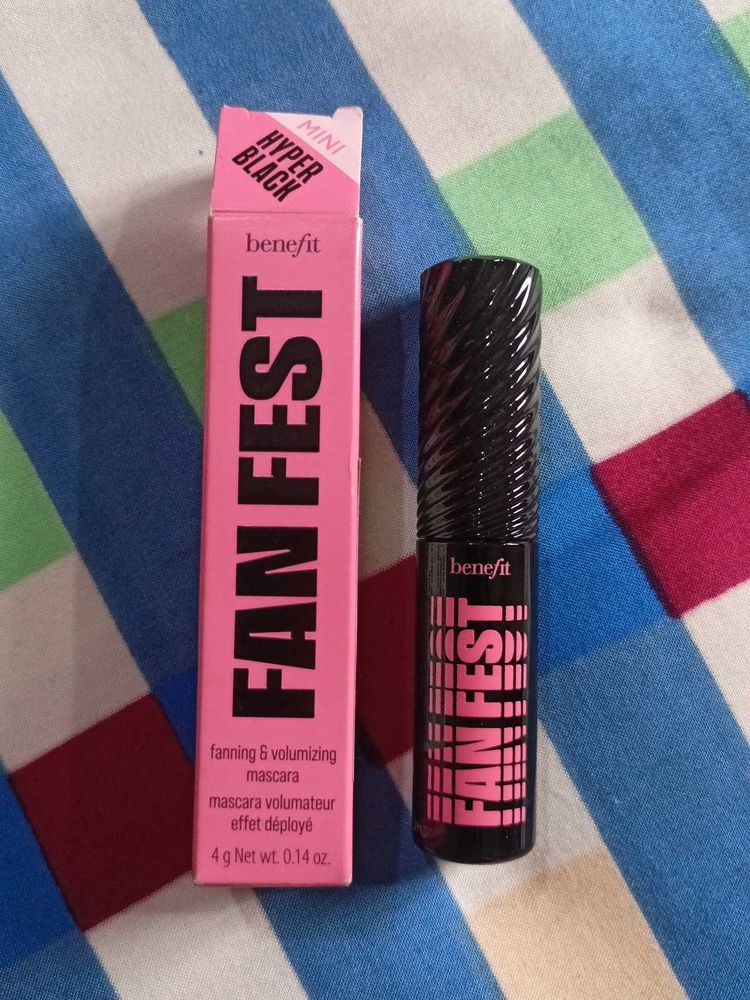 MINI
HYPER
BLACK
benefit
FAN FEST
fanning & volumizing
mascara
mascara volumateur
effet déployé
4 g Net wt. 0.14 oz.
benefit
FAN FEST